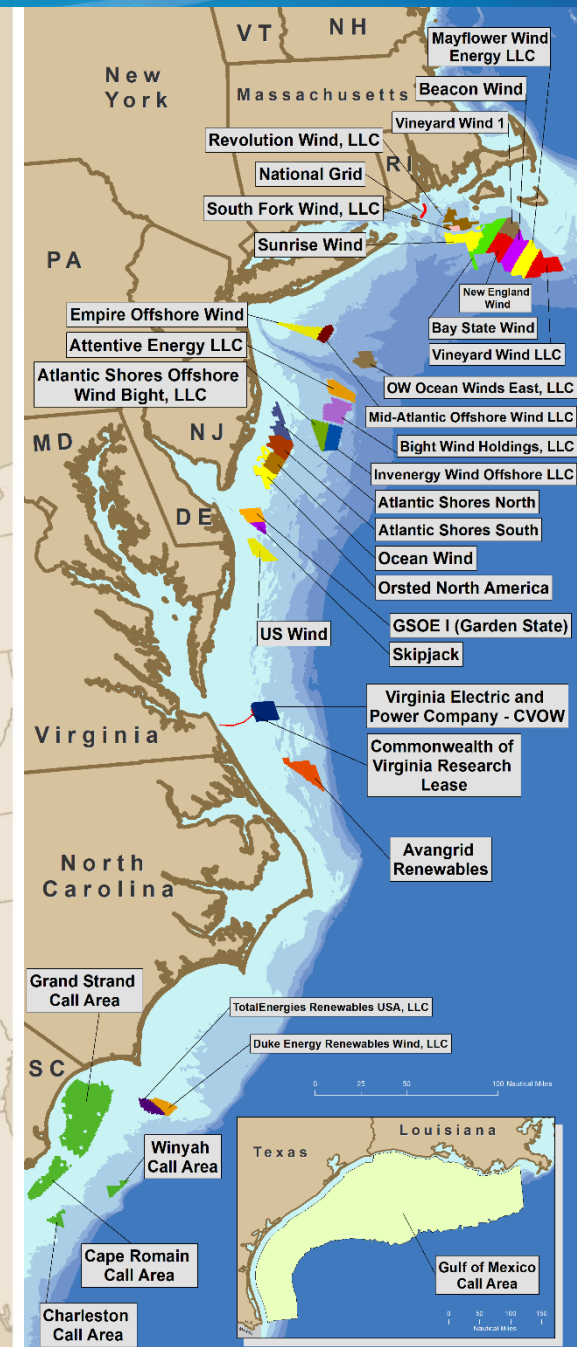 VT
NH
Mayflower Wind
Energy LLC
New
York
Beacon Wind
Massachusetts
Vineyard Wind 1
Revolution Wind, LLC
RI
National Grid
South Fork Wind, LLC
Sunrise Wind
PA
New England
Wind
Empire Offshore Wind
Bay State Wind
Attentive Energy LLC
Vineyard Wind LLC
Atlantic Shores Offshore
Wind Bight, LLC
OW Ocean Winds East, LLC
Mid-Atlantic Offshore Wind LLC
NJ
MD
Bight Wind Holdings, LLC
Invenergy Wind Offshore LLC
Atlantic Shores North
DE
Atlantic Shores South
Ocean Wind
Orsted North America
US Wind
GSOE I (Garden State)
Skipjack
Virginia
Virginia Electric and
Power Company - CVOW
Commonwealth of
Virginia Research
Lease
Avangrid
Renewables
North
Carolina
Grand Strand
Call Area
TotalEnergies Renewables USA, LLC
Duke Energy Renewables Wind, LLC
SC
0 50 100 Nautical Miles
Winyah
Call Area
Louisiana
Texas
Cape Romain
Call Area
Gulf of Mexico
Call Area
Charleston
Call Area
0 50 100 150
Nautical Miles